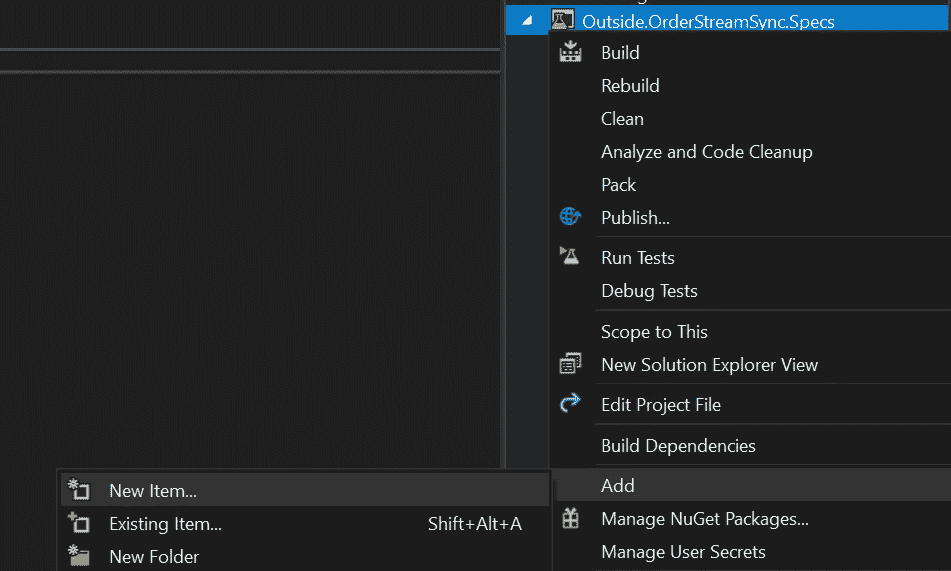 Outside.OrderStreamSync.Specs
Build
Rebuild
Clean
Analyze and Code Cleanup
Pack
Publish...
Run Tests
Debug Tests
Scope to This
New Solution Explorer View
Edit Project File
Build Dependencies
Add
Manage NuGet Packages...
Manage User Secrets
New Item...
Existing Item... Shift+Alt+A
New Folder